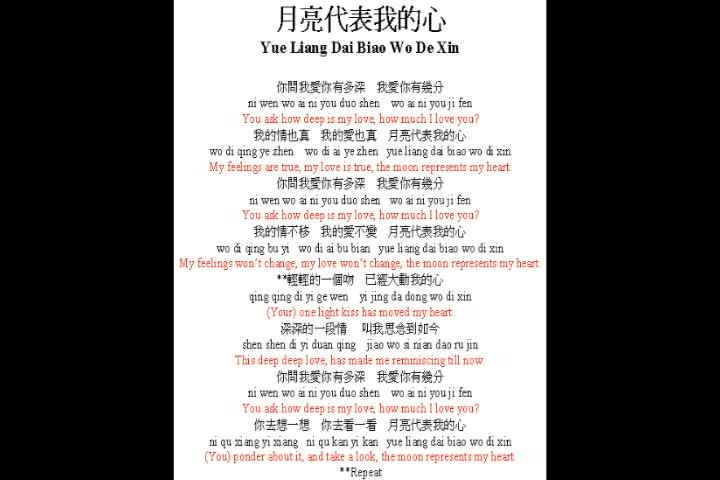 月亮代表我的心
Yue Liang Dai Biao Wo De Xin
你問我愛你有多深 我愛你有幾分
ni wen wo ai ni you duo shen wo ai ni you ji fen
You ask how deep is my love, how much I love you?
我的情也真 我的愛也真 月亮代表我的心
wo di qing ye zhen wo di ai ye zhen yue liang dai biao wo di xin
My feelings are true, my love is true, the moon represents my heart.
你問我愛你有多深 我愛你有幾分
ni wen wo ai ni you duo shen wo ai ni you ji fen
You ask how deep is my love, how much I love you?
我的情不移 我的愛不變 月亮代表我的心
wo di qing bu yi wo di ai bu bian yue liang dai biao wo di xin
My feelings won't change, my love won't change, the moon represents my heart.
**輕輕的一個吻 已經大動我的心
qing qing di yi ge wen yi jing da dong wo di xin
(Your) one light kiss has moved my heart.
深深的一段情 叫我思念到如今
shen shen di yi duan qing jiao wo si nian dao ru jin
This deep deep love, has made me reminiscing till now.
你問我愛你有多深 我愛你有幾分
ni wen wo ai ni you duo shen wo ai ni you ji fen
You ask how deep is my love, how much I love you?
你去想一想 你去看一看 月亮代表我的心
ni qu xiang yi xiang ni qu kan yi kan yue liang dai biao wo di xin
(You) ponder about it, and take a look, the moon represents my heart.
**Repeat